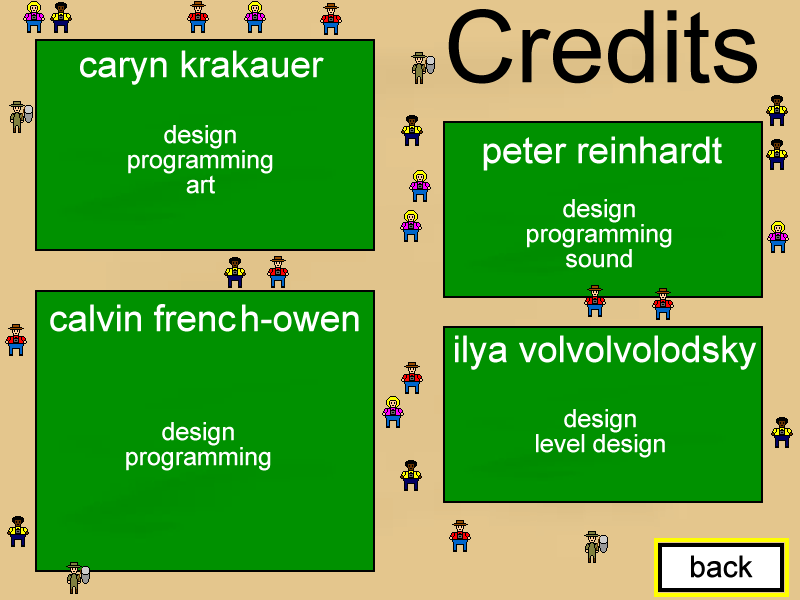 Credits
caryn krakauer
design
programming
art
peter reinhardt
design
programming
sound
calvin french-owen
design
programming
ilya volvolvolodsky
design
level design
back